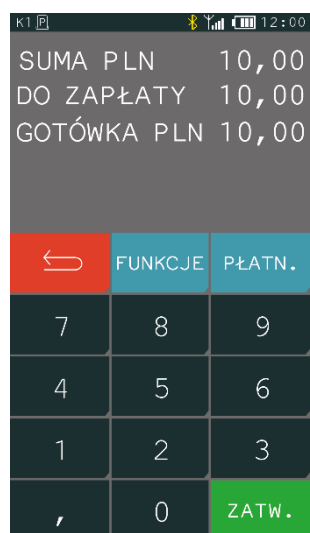 K1 P 12:00
SUMA PLN 10,00
DO ZAPŁATY 10,00
GOTÓWKA PLN 10,00
FUNKCJE PŁATN.
7 8 9
4 5 6
1 2 3
, 0 ZATW.